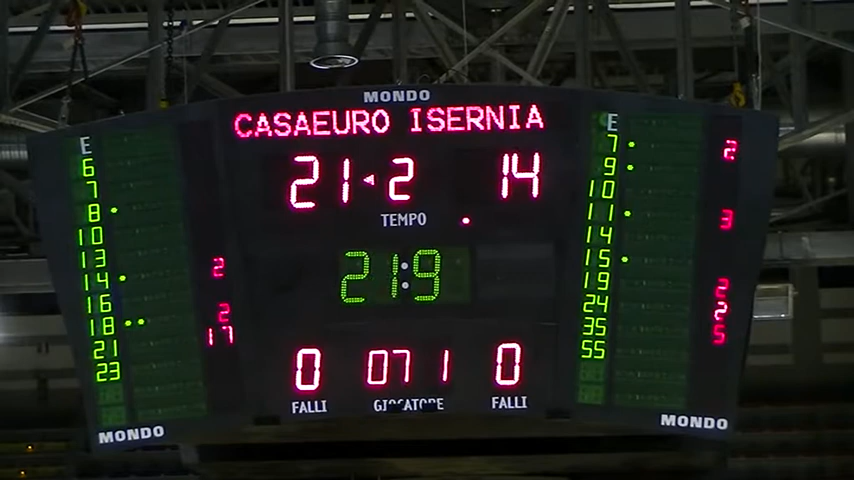 MONDO
CASAEURO ISERNIA
21 2 14
TEMPO
21:9
0 07 1 0
FALLI GIOCATORE FALLI
E
6
7
8
10
13 2
14
16 2
18 17
21
23
MONDO
E
7 2
9
10
11 3
14
15
19 2
24 2
35 5
55
MONDO